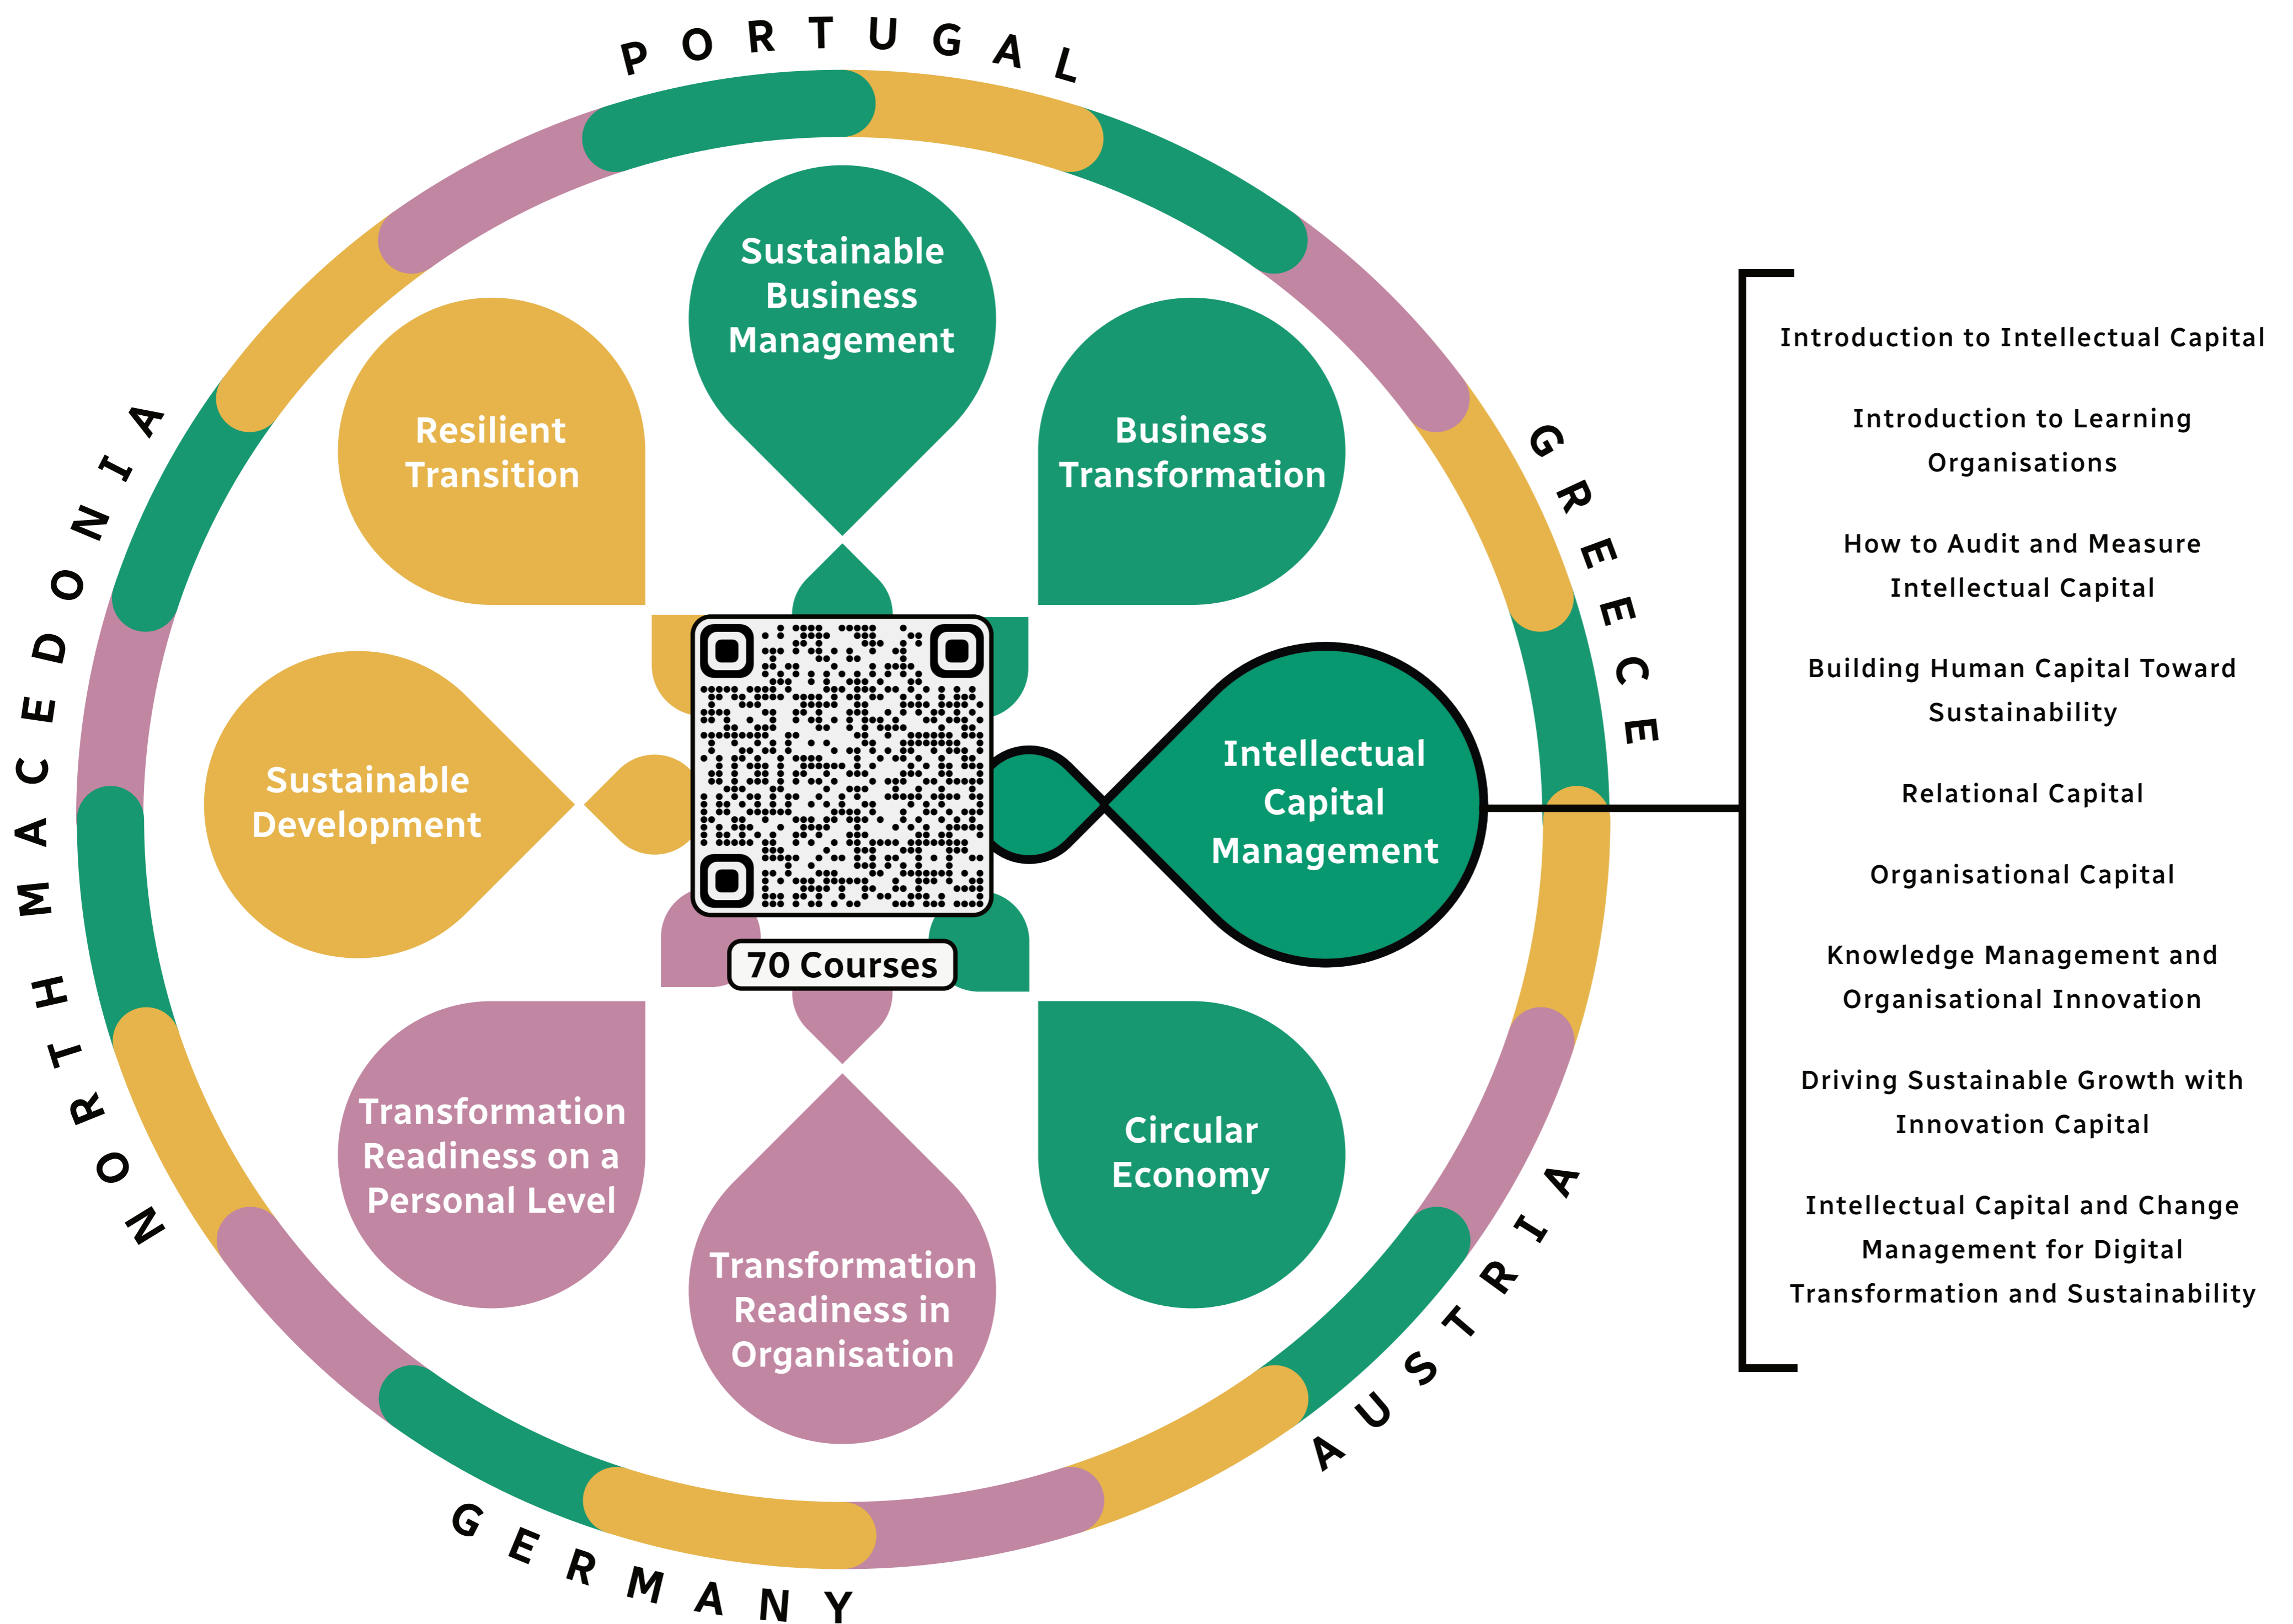 PORTUGAL
GREECE
AUSTRIA
GERMANY
NORTH MACEDONIA
Sustainable
Business
Management
Business
Transformation
Intellectual
Capital
Management
Circular
Economy
Transformation
Readiness in
Organisation
Transformation
Readiness on a
Personal Level
Sustainable
Development
Resilient
Transition
70 Courses
Introduction to Intellectual Capital
Introduction to Learning
Organisations
How to Audit and Measure
Intellectual Capital
Building Human Capital Toward
Sustainability
Relational Capital
Organisational Capital
Knowledge Management and
Organisational Innovation
Driving Sustainable Growth with
Innovation Capital
Intellectual Capital and Change
Management for Digital
Transformation and Sustainability